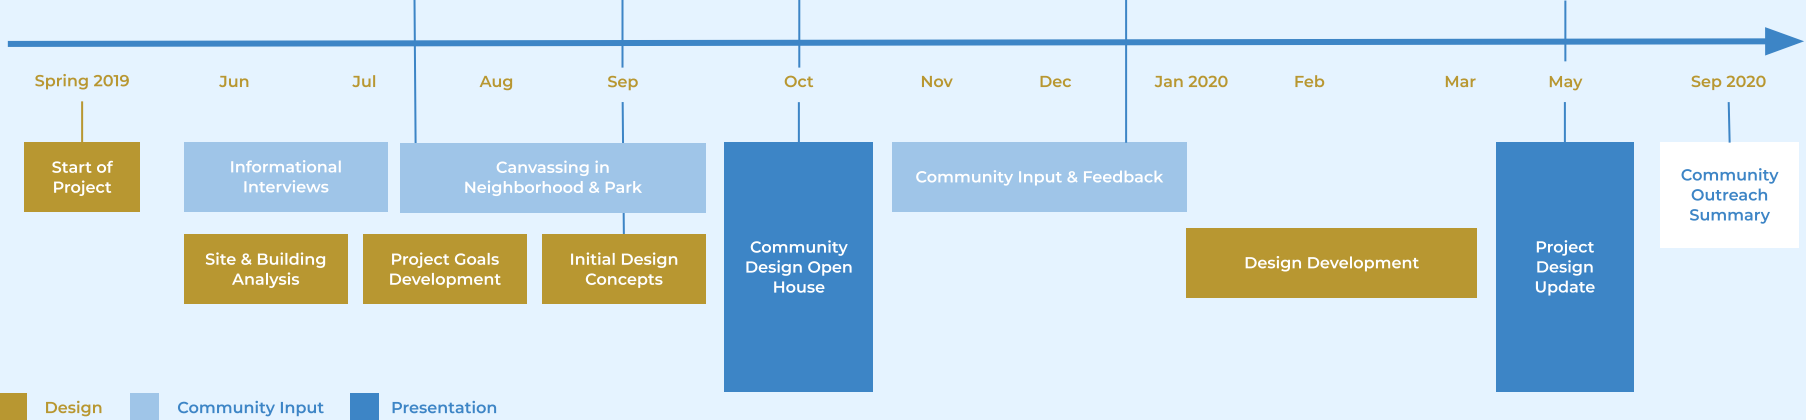 Spring 2019
Jun
Jul
Aug
Sep
Oct
Nov
Dec
Jan 2020
Feb
Mar
May
Sep 2020
Start of
Project
Informational
Interviews
Canvassing in
Neighborhood & Park
Site & Building
Analysis
Project Goals
Development
Initial Design
Concepts
Community
Design Open
House
Community Input & Feedback
Design Development
Project
Design
Update
Community
Outreach
Summary
Design
Community Input
Presentation